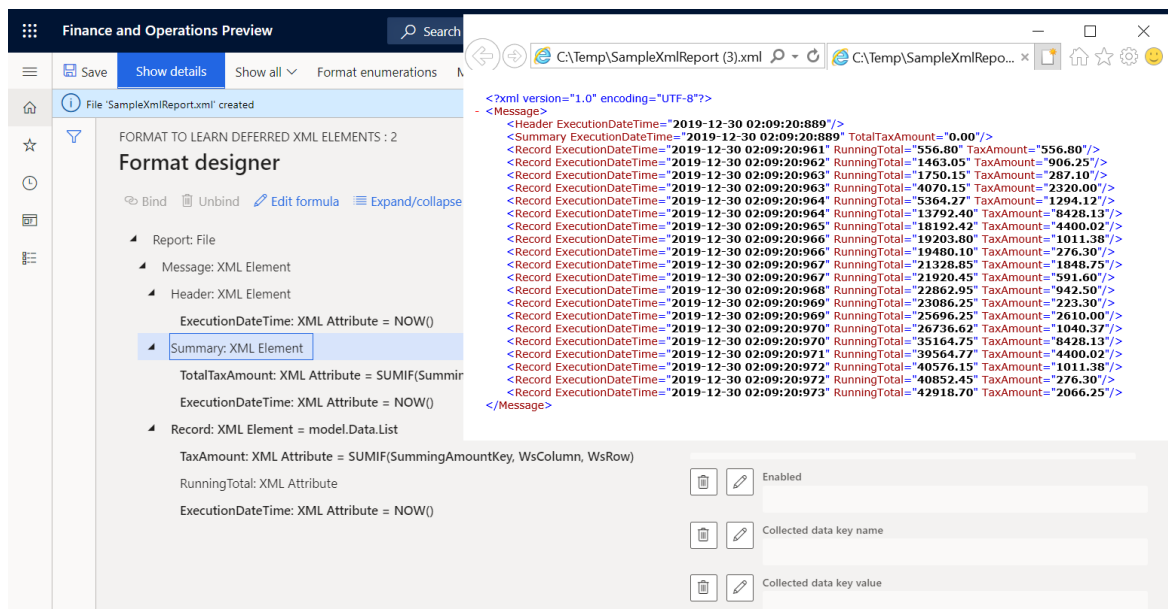 Finance and Operations Preview
Search
Save
Show details
Show all
Format enumerations
File 'SampleXmlReport.xml' created
FORMAT TO LEARN DEFERRED XML ELEMENTS : 2
Format designer
Bind
Unbind
Edit formula
Expand/collapse
Report: File
Message: XML Element
Header: XML Element
ExecutionDateTime: XML Attribute = NOW()
Summary: XML Element
TotalTaxAmount: XML Attribute = SUMIF(Summin
ExecutionDateTime: XML Attribute = NOW()
Record: XML Element = model.Data.List
TaxAmount: XML Attribute = SUMIF(SummingAmountKey, WsColumn, WsRow)
RunningTotal: XML Attribute
ExecutionDateTime: XML Attribute = NOW()
C:\Temp\SampleXmlReport (3).xml
C:\Temp\SampleXmlRepo...
<?xml version="1.0" encoding="UTF-8"?>
- <Message>
<Header ExecutionDateTime="2019-12-30 02:09:20:889"/>
<Summary ExecutionDateTime="2019-12-30 02:09:20:889" TotalTaxAmount="0.00"/>
<Record ExecutionDateTime="2019-12-30 02:09:20:961" RunningTotal="556.80" TaxAmount="556.80"/>
<Record ExecutionDateTime="2019-12-30 02:09:20:962" RunningTotal="1463.05" TaxAmount="906.25"/>
<Record ExecutionDateTime="2019-12-30 02:09:20:963" RunningTotal="1750.15" TaxAmount="287.10"/>
<Record ExecutionDateTime="2019-12-30 02:09:20:963" RunningTotal="4070.15" TaxAmount="2320.00"/>
<Record ExecutionDateTime="2019-12-30 02:09:20:964" RunningTotal="5364.27" TaxAmount="1294.12"/>
<Record ExecutionDateTime="2019-12-30 02:09:20:964" RunningTotal="13792.40" TaxAmount="8428.13"/>
<Record ExecutionDateTime="2019-12-30 02:09:20:965" RunningTotal="18192.42" TaxAmount="4400.02"/>
<Record ExecutionDateTime="2019-12-30 02:09:20:966" RunningTotal="19203.80" TaxAmount="1011.38"/>
<Record ExecutionDateTime="2019-12-30 02:09:20:966" RunningTotal="19480.10" TaxAmount="276.30"/>
<Record ExecutionDateTime="2019-12-30 02:09:20:967" RunningTotal="21328.85" TaxAmount="1848.75"/>
<Record ExecutionDateTime="2019-12-30 02:09:20:967" RunningTotal="21920.45" TaxAmount="591.60"/>
<Record ExecutionDateTime="2019-12-30 02:09:20:968" RunningTotal="22862.95" TaxAmount="942.50"/>
<Record ExecutionDateTime="2019-12-30 02:09:20:969" RunningTotal="23086.25" TaxAmount="223.30"/>
<Record ExecutionDateTime="2019-12-30 02:09:20:969" RunningTotal="25696.25" TaxAmount="2610.00"/>
<Record ExecutionDateTime="2019-12-30 02:09:20:970" RunningTotal="26736.62" TaxAmount="1040.37"/>
<Record ExecutionDateTime="2019-12-30 02:09:20:970" RunningTotal="35164.75" TaxAmount="8428.13"/>
<Record ExecutionDateTime="2019-12-30 02:09:20:971" RunningTotal="39564.77" TaxAmount="4400.02"/>
<Record ExecutionDateTime="2019-12-30 02:09:20:972" RunningTotal="40576.15" TaxAmount="1011.38"/>
<Record ExecutionDateTime="2019-12-30 02:09:20:972" RunningTotal="40852.45" TaxAmount="276.30"/>
<Record ExecutionDateTime="2019-12-30 02:09:20:973" RunningTotal="42918.70" TaxAmount="2066.25"/>
</Message>
Enabled
Collected data key name
Collected data key value